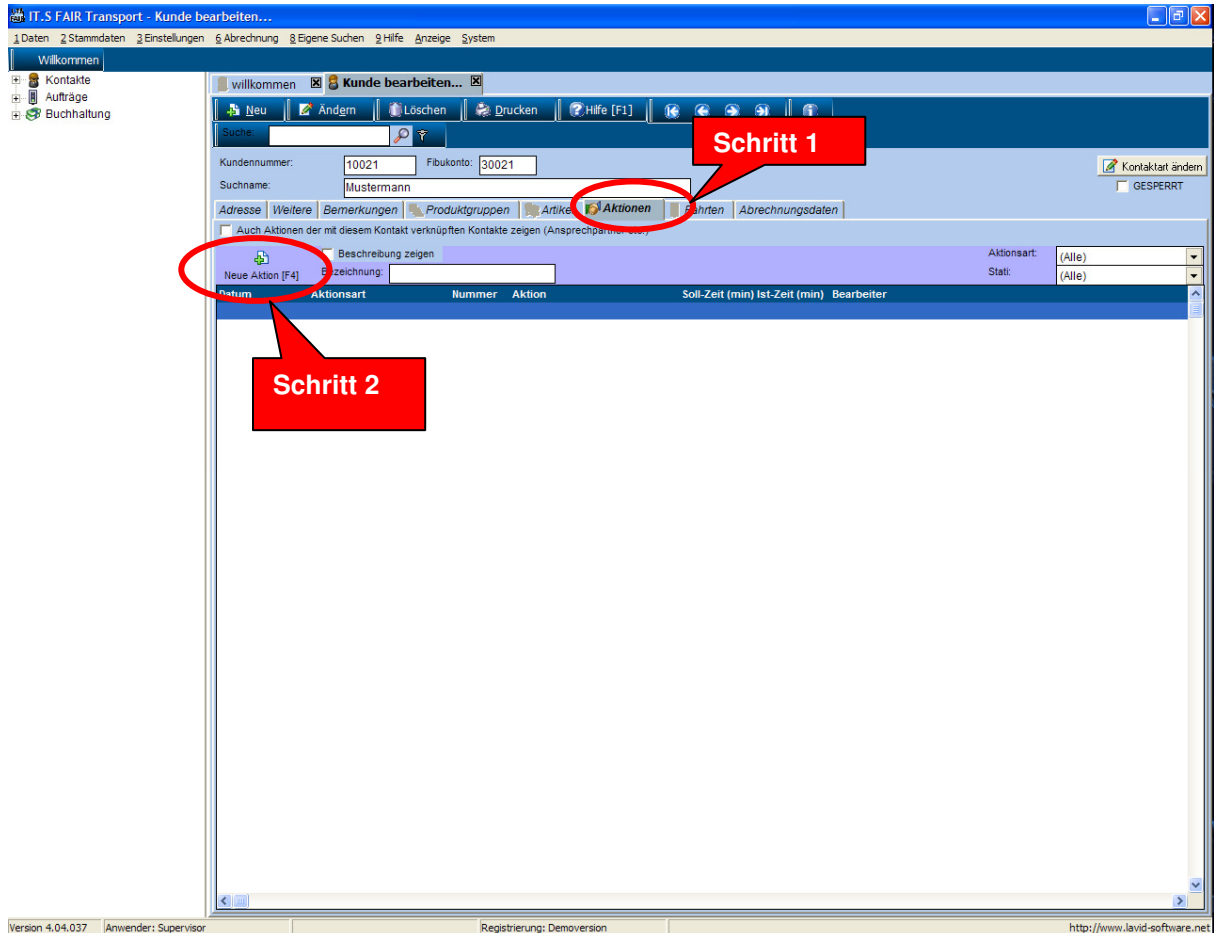 IT.S FAIR Transport - Kunde bearbeiten...
1 Daten 2 Stammdaten 3 Einstellungen 6 Abrechnung 8 Eigene Suchen 9 Hilfe Anzeige System
Willkommen
Kontakte
Aufträge
Buchhaltung
willkommen Kunde bearbeiten...
Neu Ändern Löschen Drucken Hilfe [F1]
Suche:
Schritt 1
Kundennummer: 10021 Fibukonto: 30021 Kontaktart ändern
Suchname: Mustermann GESPERRT
Adresse Weitere Bemerkungen Produktgruppen Artikel Aktionen Fahrten Abrechnungsdaten
Auch Aktionen der mit diesem Kontakt verknüpften Kontakte zeigen (Ansprechpartner etc.)
Beschreibung zeigen Aktionsart: (Alle)
Neue Aktion [F4] Bezeichnung: Stati: (Alle)
Datum Aktionsart Nummer Aktion Soll-Zeit (min) Ist-Zeit (min) Bearbeiter
Schritt 2
Version 4.04.037 Anwender: Supervisor Registrierung: Demoversion http://www.lavid-software.net